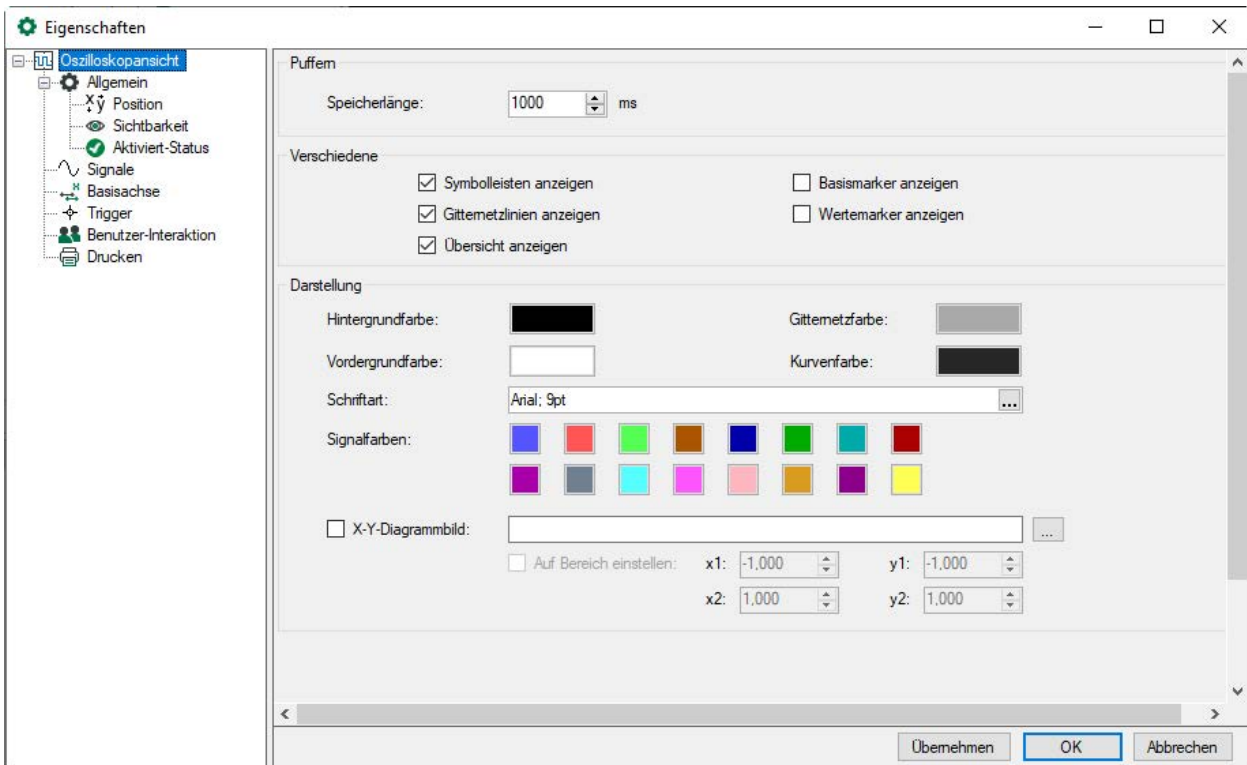 Eigenschaften
Oszilloskopansicht
Allgemein
Position
Sichtbarkeit
Aktiviert-Status
Signale
Basisachse
Trigger
Benutzer-Interaktion
Drucken
Puffern
Speicherlänge: 1000 ms
Verschiedene
Symbolleisten anzeigen Basismarker anzeigen
Gitternetzlinien anzeigen Wertemarker anzeigen
Übersicht anzeigen
Darstellung
Hintergrundfarbe: Gitternetzfarbe:
Vordergrundfarbe: Kurvenfarbe:
Schriftart: Arial; 9pt ...
Signalfarben:
X-Y-Diagrammbild: ...
Auf Bereich einstellen: x1: -1,000 y1: -1,000
x2: 1,000 y2: 1,000
Übernehmen OK Abbrechen